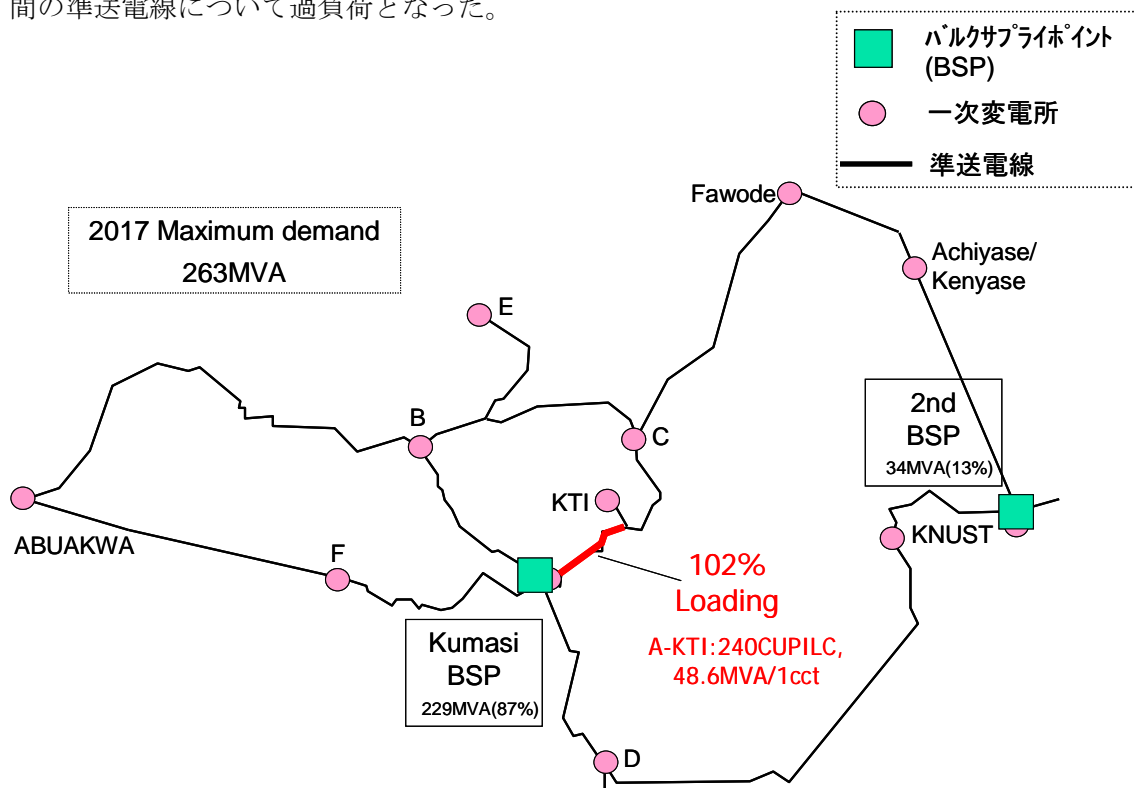 間の準送電線について過負荷となった。
バルクサプライポイント
(BSP)
一次変電所
準送電線
2017 Maximum demand
263MVA
Fawode
Achiyase/
Kenyase
E
B
C
2nd
BSP
34MVA(13%)
KTI
ABUAKWA
F
KNUST
102%
Loading
A-KTI:240CUPILC,
48.6MVA/1cct
Kumasi
BSP
229MVA(87%)
D